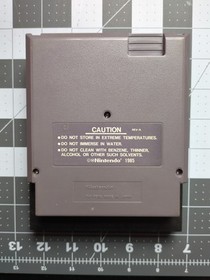 CAUTION
●DO NOT STORE IN EXTREME TEMPERATURES.
●DO NOT IMMERSE IN WATER.
●DO NOT CLEAN WITH BENZENE, THINNER,
ALCOHOL OR OTHER SUCH SOLVENTS.
©Nintendo 1985
7 8 9 10 11 12 13